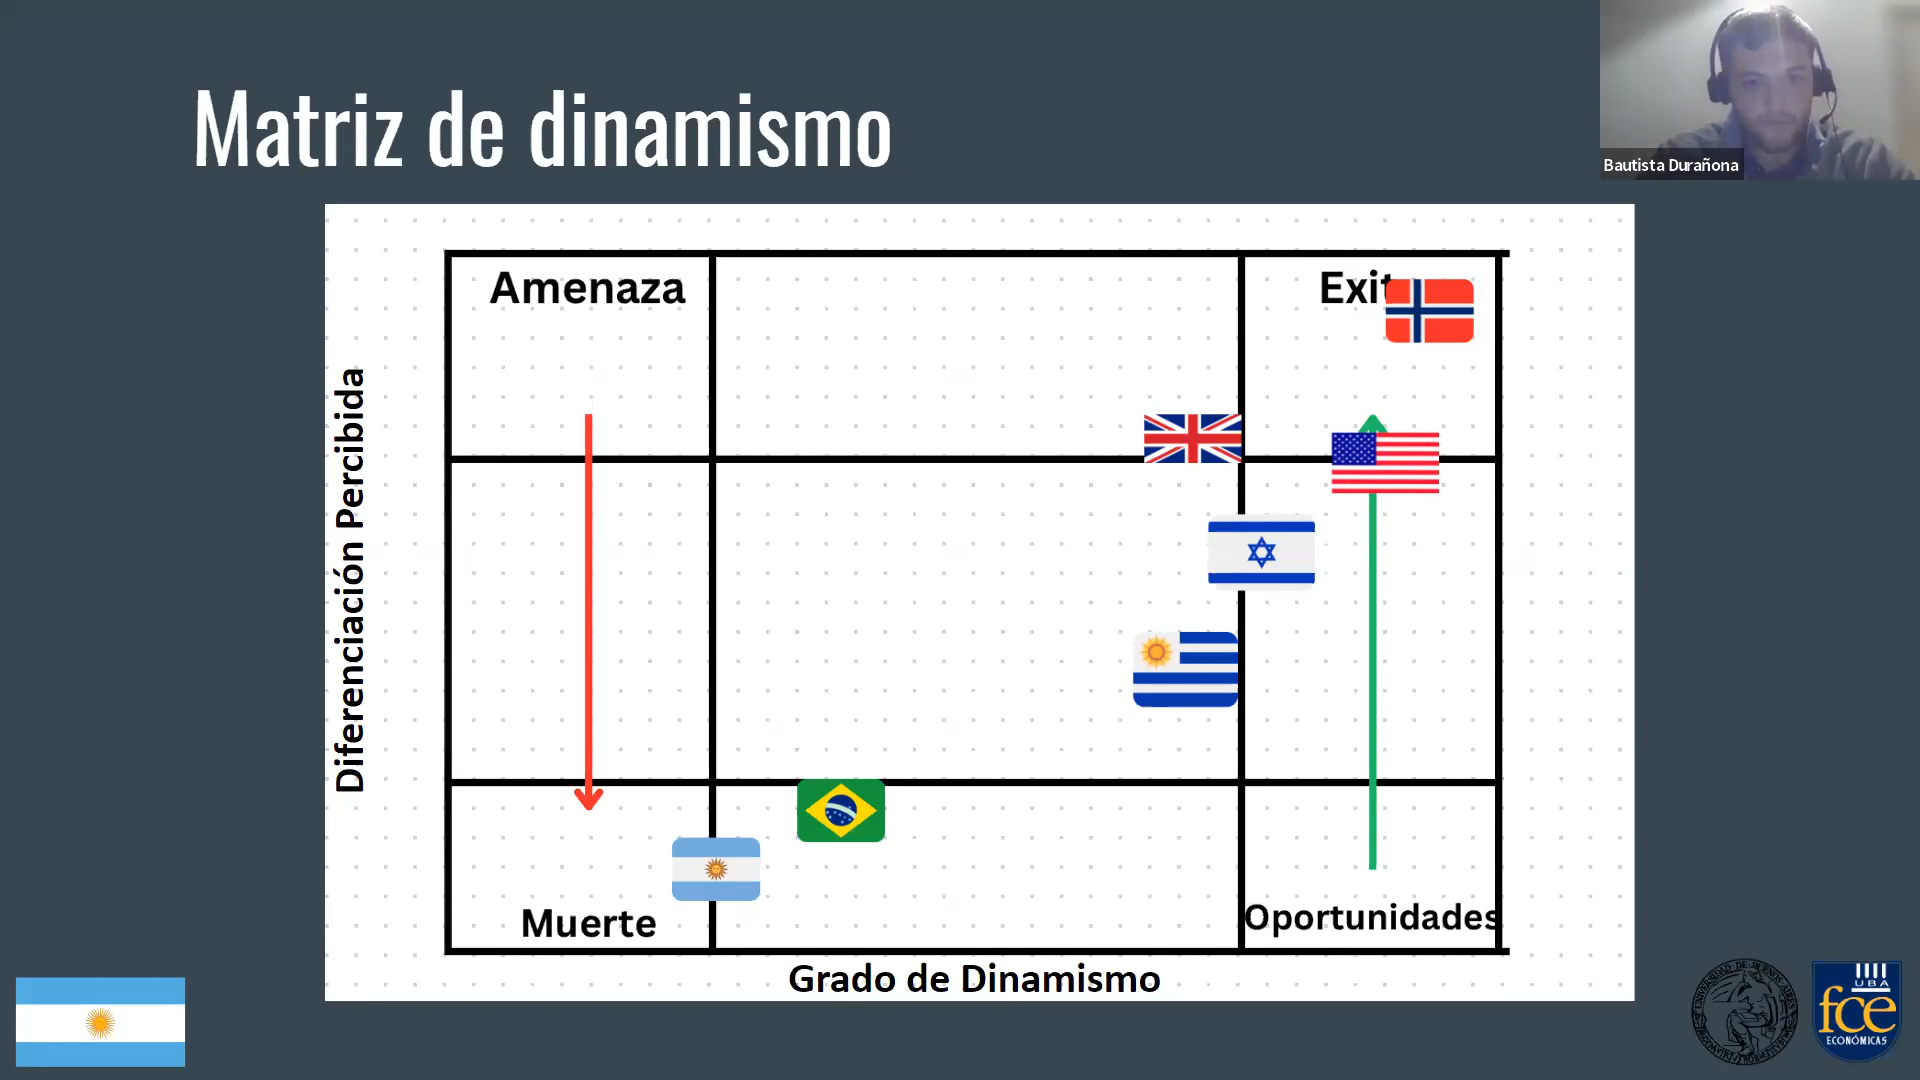 Matriz de dinamismo
Bautista Durañona
Amenaza
Exit
Diferenciación Percibida
Muerte
Oportunidades
Grado de Dinamismo
UBA
fce
ECONÓMICAS